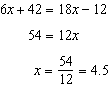 6x + 42 = 18x − 12
54 = 12x
x = 54/12 = 4.5